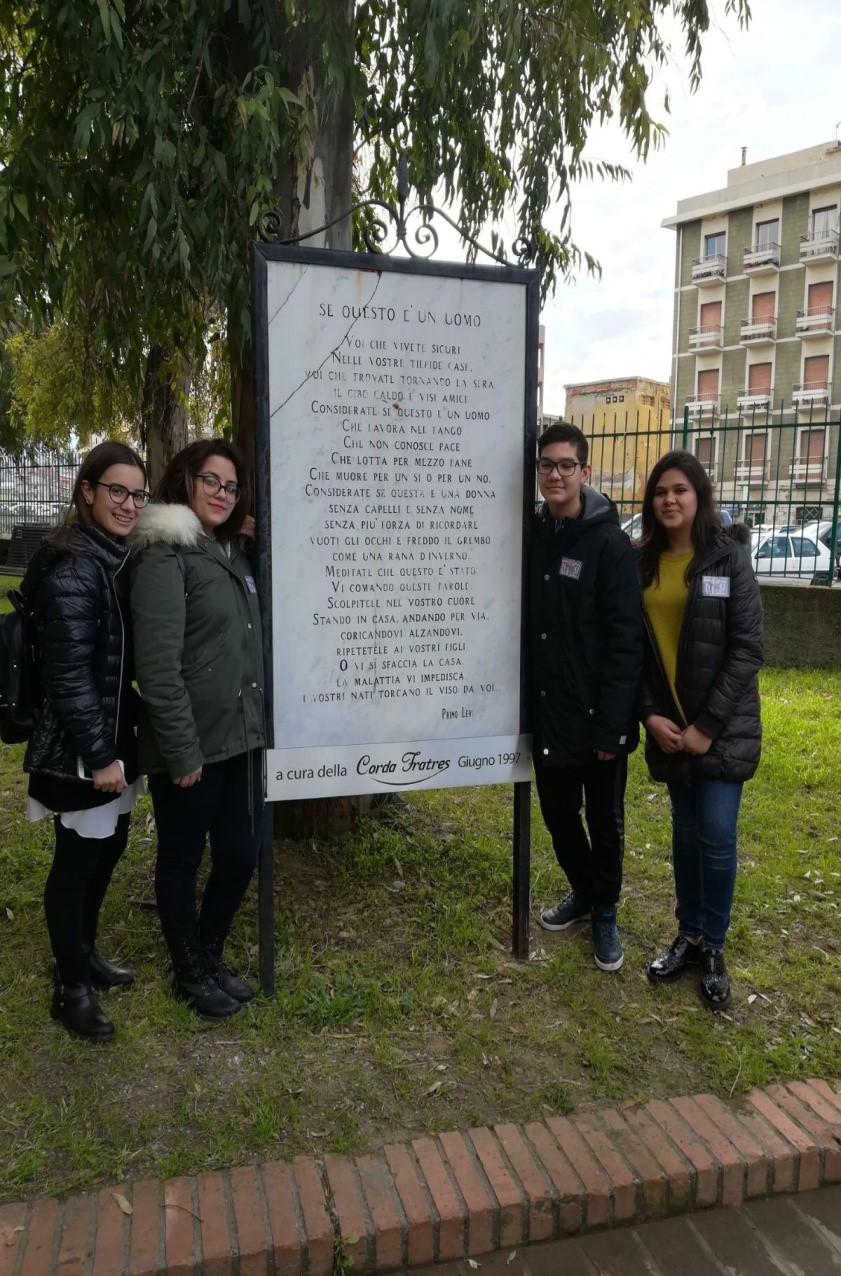 SE QUESTO E' UN UOMO
VOI CHE VIVETE SICURI
NELLE VOSTRE TIEPIDE CASE,
VOI CHE TROVATE TORNANDO LA SERA
IL CIBO CALDO E VISI AMICI
CONSIDERATE SE QUESTO E' UN UOMO
CHE LAVORA NEL FANGO
CHE NON CONOSCE PACE
CHE LOTTA PER MEZZO PANE
CHE MUORE PER UN SI O PER UN NO.
CONSIDERATE SE QUESTA E' UNA DONNA
SENZA CAPELLI E SENZA NOME
SENZA PIU' FORZA DI RICORDARE
VUOTI GLI OCCHI E FREDDO IL GREMBO
COME UNA RANA D'INVERNO.
MEDITATE CHE QUESTO E' STATO
VI COMANDO QUESTE PAROLE.
SCOLPITELE NEL VOSTRO CUORE
STANDO IN CASA, ANDANDO PER VIA,
CORICANDOVI, ALZANDOVI.
RIPETETELE AI VOSTRI FIGLI
O VI SI SFACCIA LA CASA,
LA MALATTIA VI IMPEDISCA
I VOSTRI NATI TORCANO IL VISO DA VOI.
PRIMO LEVI
a cura della Corda Fratres Giugno 1997